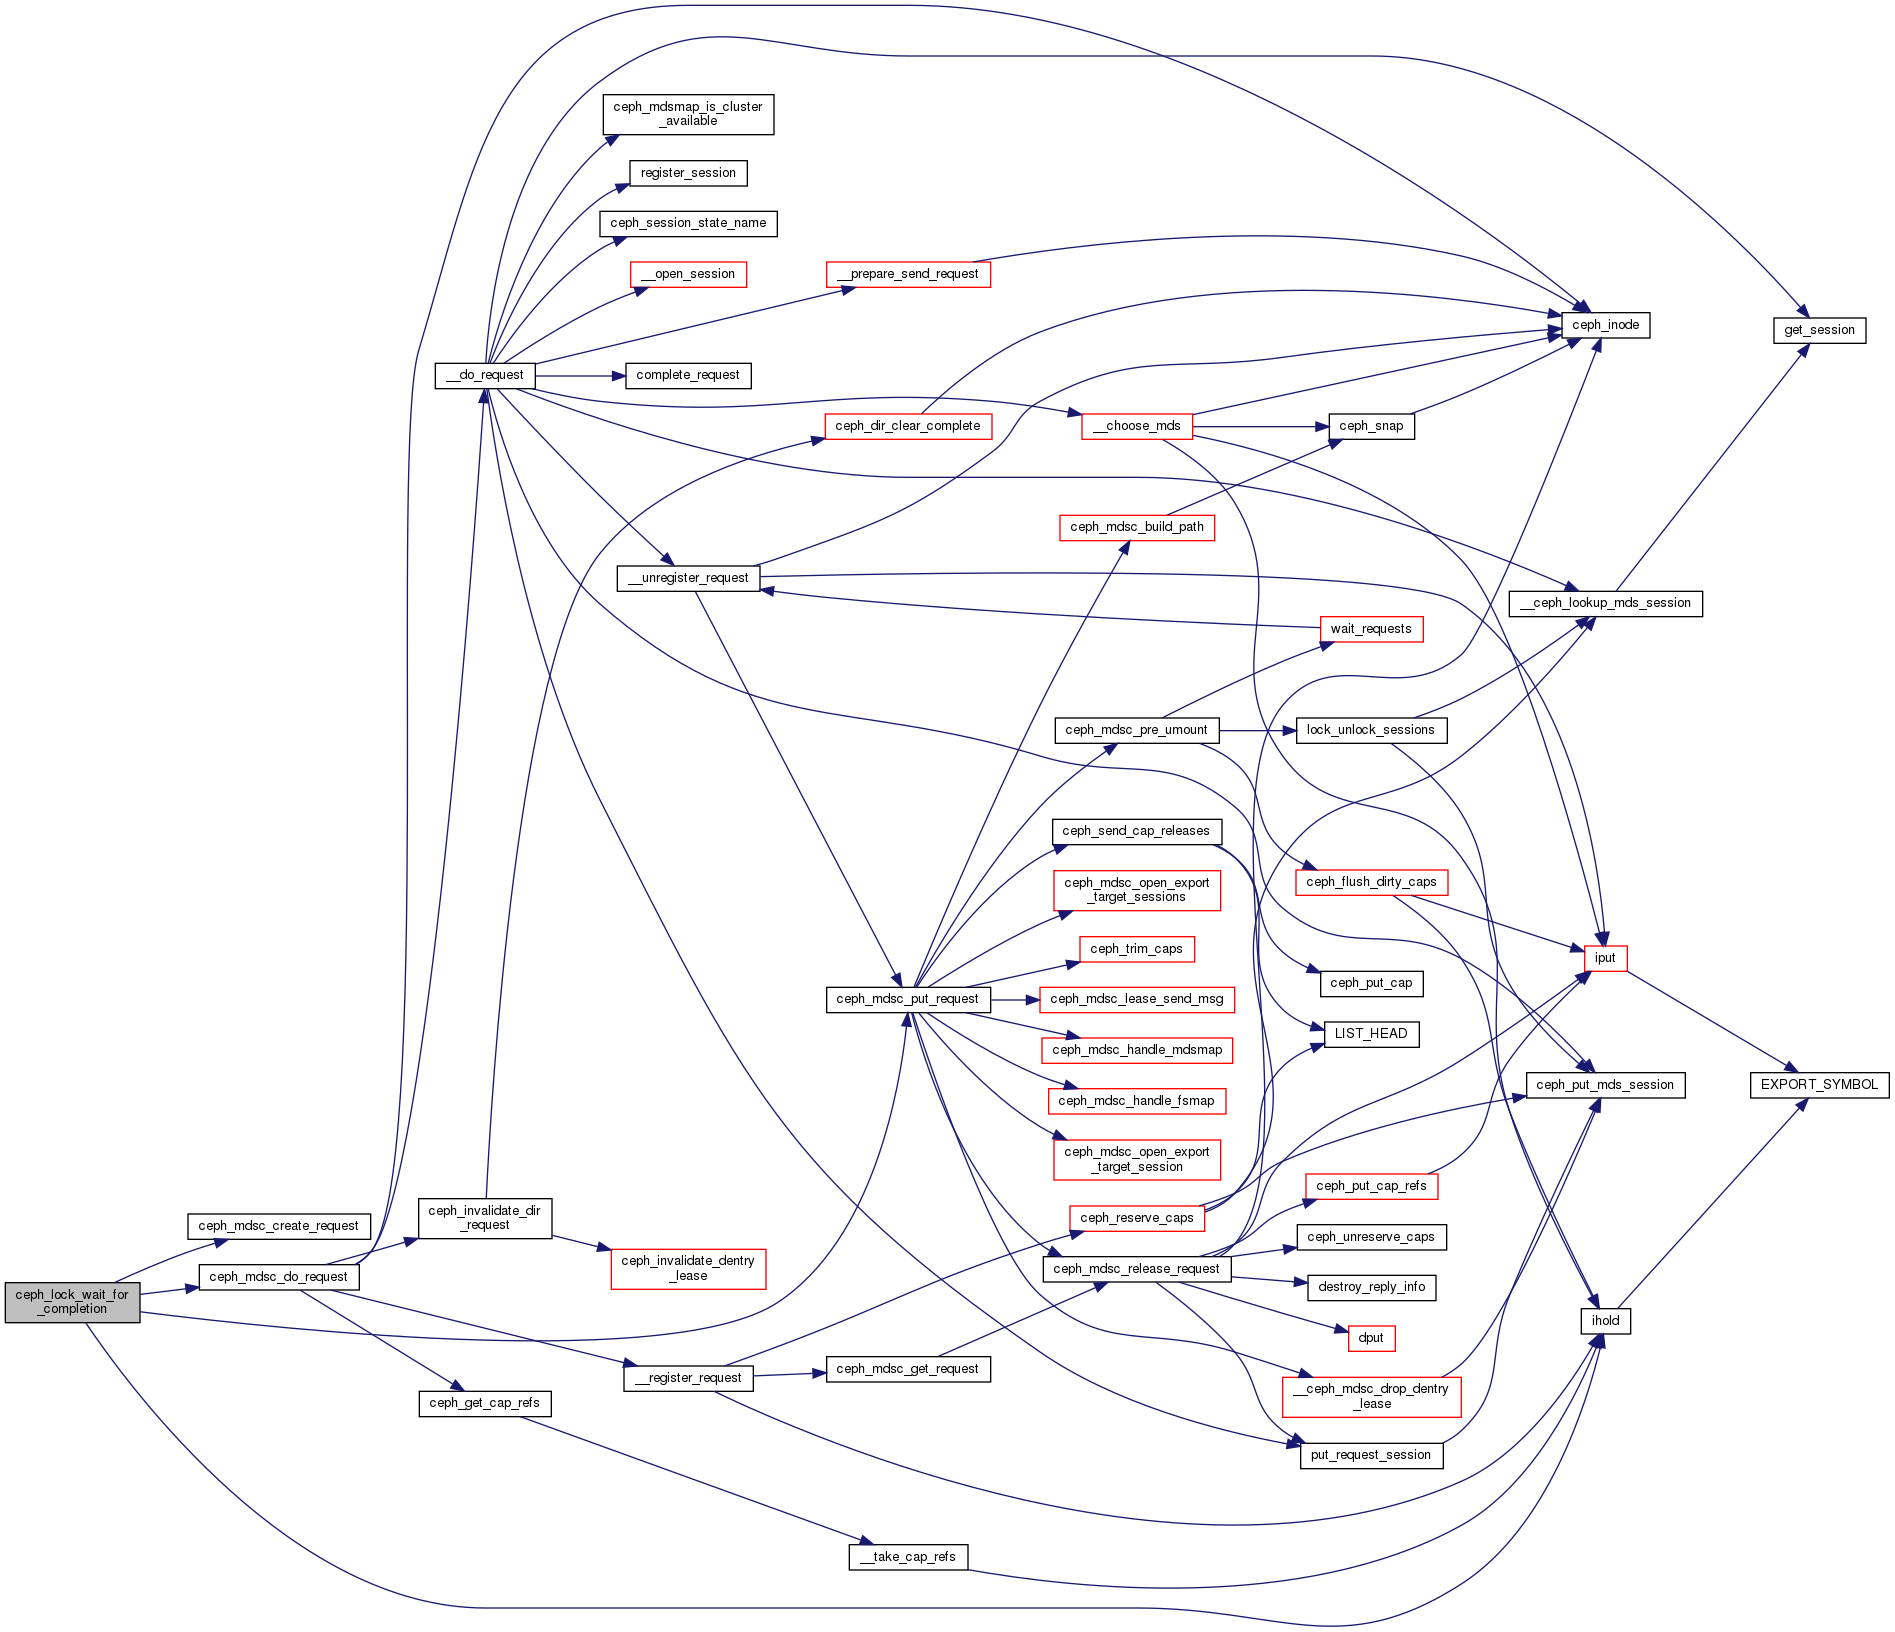 ceph_mdsmap_is_cluster
_available
register_session
ceph_session_state_name
__open_session
__prepare_send_request
ceph_inode
get_session
__do_request
complete_request
ceph_dir_clear_complete
__choose_mds
ceph_snap
ceph_mdsc_build_path
__unregister_request
__ceph_lookup_mds_session
wait_requests
ceph_mdsc_pre_umount
lock_unlock_sessions
ceph_send_cap_releases
ceph_mdsc_open_export
_target_sessions
ceph_flush_dirty_caps
ceph_trim_caps
iput
ceph_put_cap
ceph_mdsc_put_request
ceph_mdsc_lease_send_msg
LIST_HEAD
ceph_mdsc_handle_mdsmap
ceph_put_mds_session
EXPORT_SYMBOL
ceph_mdsc_handle_fsmap
ceph_mdsc_open_export
_target_session
ceph_put_cap_refs
ceph_invalidate_dir
_request
ceph_reserve_caps
ceph_mdsc_create_request
ceph_unreserve_caps
ceph_invalidate_dentry
_lease
ceph_mdsc_release_request
ceph_mdsc_do_request
destroy_reply_info
ceph_lock_wait_for
_completion
ihold
dput
ceph_mdsc_get_request
__register_request
__ceph_mdsc_drop_dentry
_lease
ceph_get_cap_refs
put_request_session
__take_cap_refs